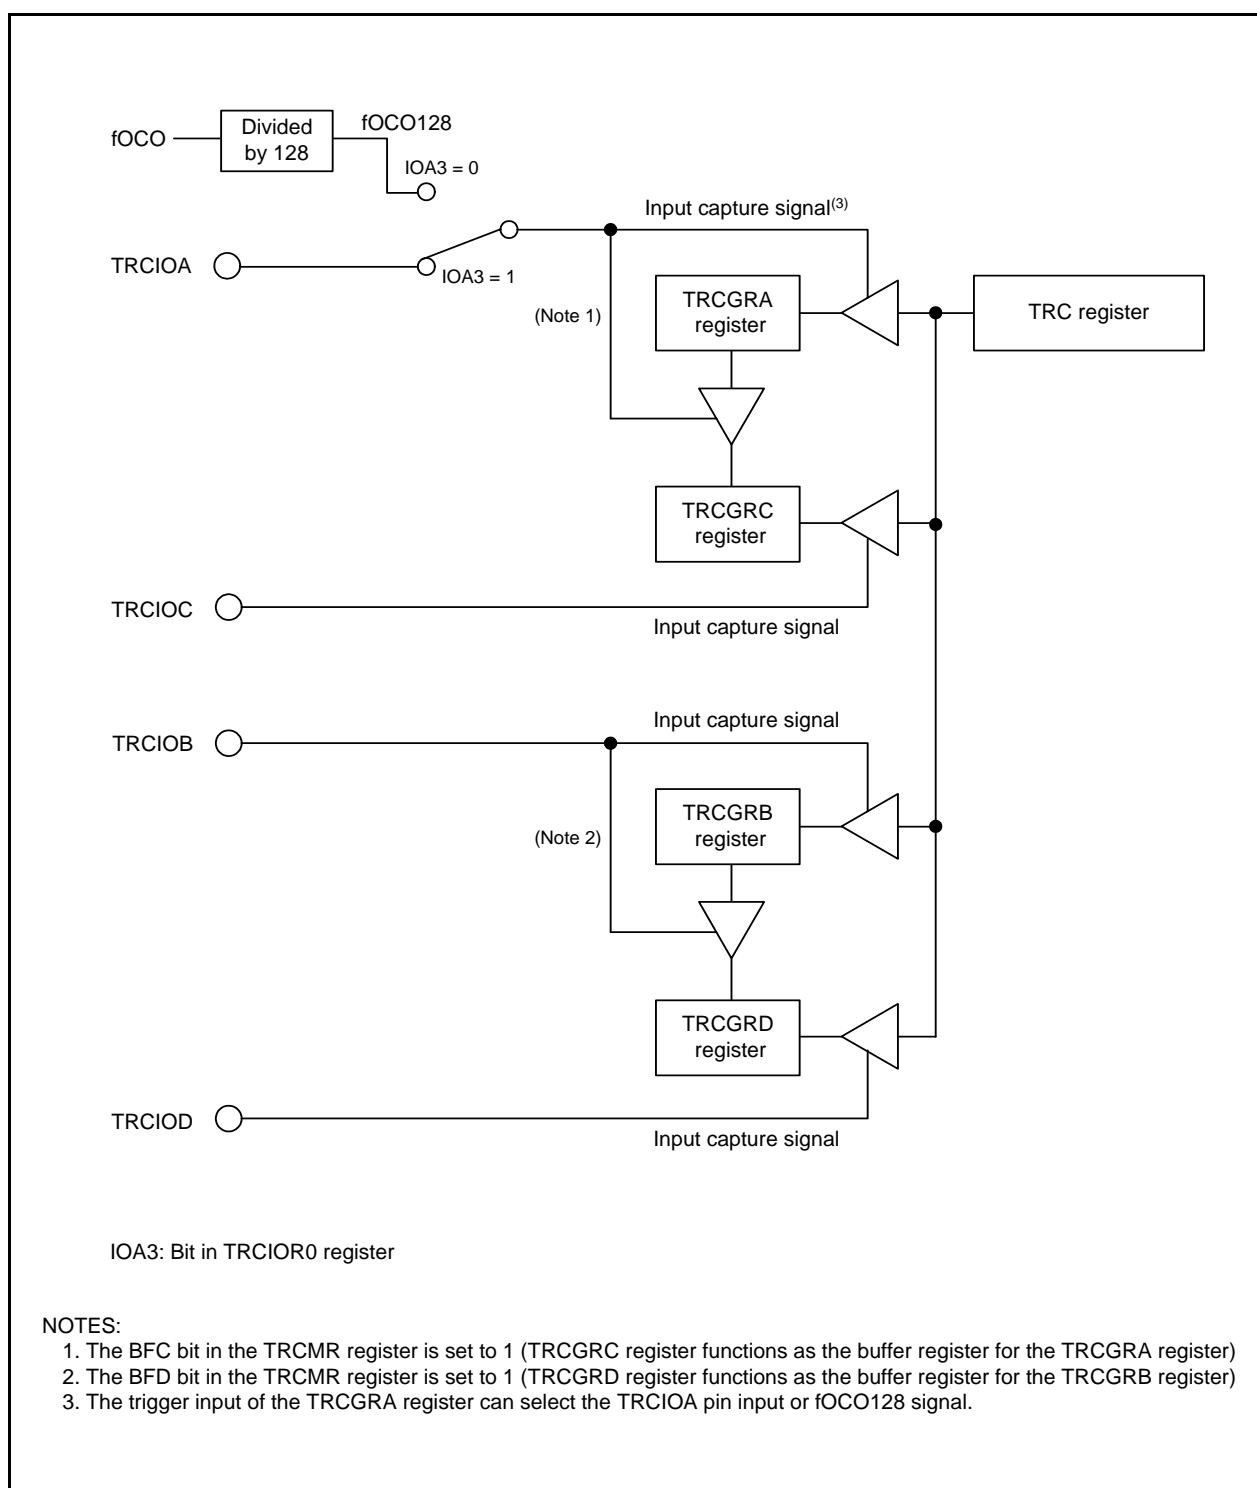 fOCO
Divided
by 128
fOCO128
IOA3 = 0
Input capture signal(3)
TRCIOA
IOA3 = 1
(Note 1)
TRCGRA
register
TRC register
TRCGRC
register
TRCIOC
Input capture signal
Input capture signal
TRCIOB
(Note 2)
TRCGRB
register
TRCGRD
register
TRCIOD
Input capture signal
IOA3: Bit in TRCIOR0 register
NOTES:
1. The BFC bit in the TRCMR register is set to 1 (TRCGRC register functions as the buffer register for the TRCGRA register)
2. The BFD bit in the TRCMR register is set to 1 (TRCGRD register functions as the buffer register for the TRCGRB register)
3. The trigger input of the TRCGRA register can select the TRCIOA pin input or fOCO128 signal.